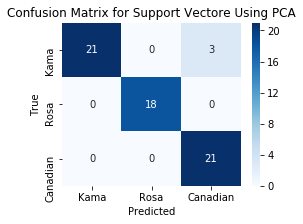 Confusion Matrix for Support Vectore Using PCA
Kama 21 0 3
Rosa 0 18 0
Canadian 0 0 21
True
Kama Rosa Canadian
Predicted
20
16
12
8
4
0